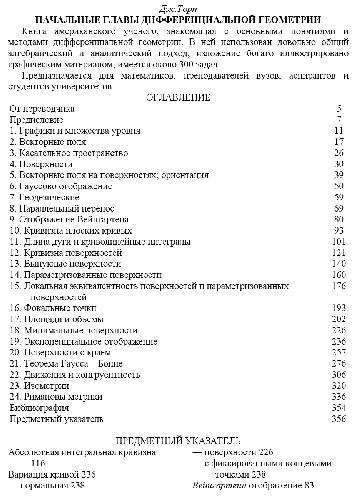 Дж.Торп
НАЧАЛЬНЫЕ ГЛАВЫ ДИФФЕРЕНЦИАЛЬНОЙ ГЕОМЕТРИИ
Книга американского ученого, знакомящая с основными понятиями и
методами дифференциальной геометрии. В ней использован довольно общий
алгебраический и аналитический подход, изложение богато иллюстрировано
графическим материалом, имеется около 300 задач.
Предназначается для математиков, преподавателей вузов, аспирантов и
студентов университетов.
ОГЛАВЛЕНИЕ
От переводчика 5
Предисловие 7
1. Графики и множества уровня 11
2. Векторные поля 17
3. Касательное пространство 26
4. Поверхности 30
5. Векторные поля на поверхностях; ориентация 39
6. Гауссово отображение 50
7. Геодезические 59
8. Параллельный перенос 69
9. Отображение Вейнгартена 80
10. Кривизна плоских кривых 93
11. Длина дуги и криволинейные интегралы 101
12. Кривизна поверхностей 121
13. Выпуклые поверхности 140
14. Параметризованные поверхности 160
15. Локальная эквивалентность поверхностей и параметризованных 176
поверхностей
16. Фокальные точки 193
17. Площади и объемы 202
18. Минимальные поверхности 226
19. Экспоненциальное отображение 236
20. Поверхности с краем 257
21. Теорема Гаусса – Бонне 276
22. Движения и конгруэнтность 306
23. Изометрии 320
24. Римановы метрики 336
Библиография 354
Предметный указатель 356
ПРЕДМЕТНЫЙ УКАЗАТЕЛЬ
Абсолютная интегральная кривизна
116
Вариация кривой 236
— нормальная 238
— поверхности 226
— с фиксированными концевыми
точками 238
Вейнгартена отображение 83